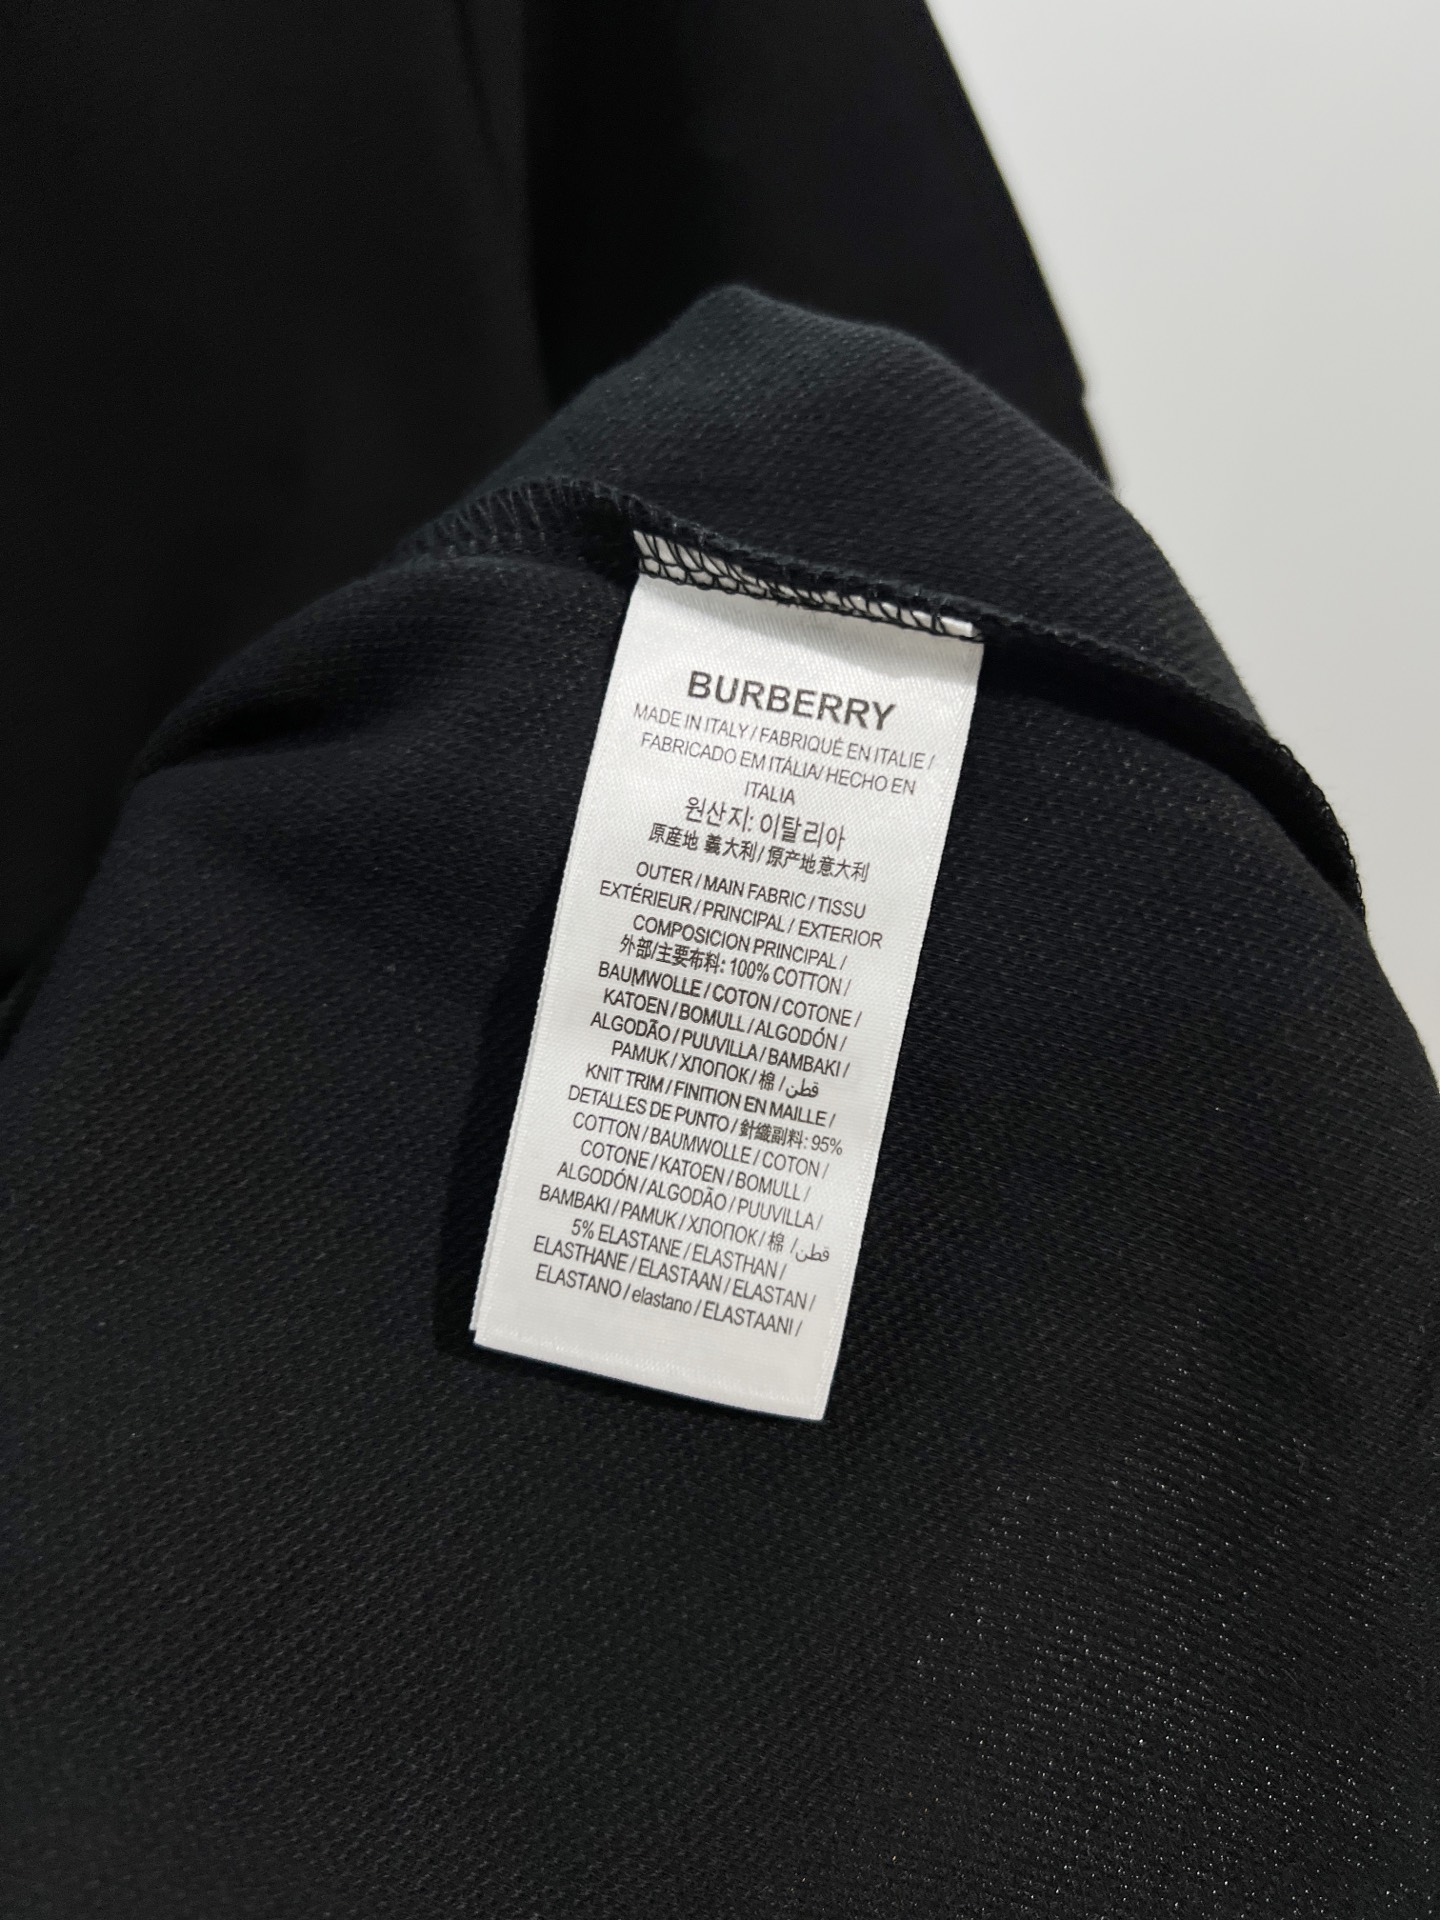 BURBERRY
MADE IN ITALY / FABRIQUÉ EN ITALIE /
FABRICADO EM ITÁLIA/ HECHO EN
ITALIA
원산지: 이탈리아
原産地 義大利 / 原产地意大利
OUTER / MAIN FABRIC / TISSU
EXTÉRIEUR / PRINCIPAL / EXTERIOR
COMPOSICION PRINCIPAL /
外部/主要布料: 100% COTTON /
BAUMWOLLE / COTON / COTONE /
KATOEN / BOMULL / ALGODÓN /
ALGODÃO / PUUVILLA / BAMBAKI /
PAMUK / ХЛОПОК / 棉 / قطن /
KNIT TRIM / FINITION EN MAILLE /
DETALLES DE PUNTO / 針織副料: 95%
COTTON / BAUMWOLLE / COTON /
COTONE / KATOEN / BOMULL /
ALGODÓN / ALGODÃO / PUUVILLA /
BAMBAKI / PAMUK / ХЛОПОК / 棉 / قطن
5% ELASTANE / ELASTHAN /
ELASTHANE / ELASTAAN / ELASTAN /
ELASTANO / elastano / ELASTAANI /